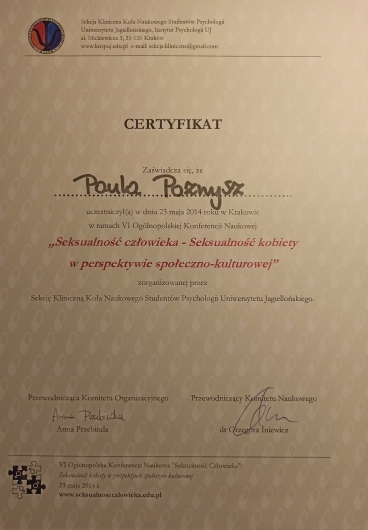 Sekcja Kliniczna Koła Naukowego Studentów Psychologii
Uniwersytetu Jagiellońskiego, Instytut Psychologii UJ
al. Mickiewicza 3, 31-120 Kraków
CERTYFIKAT
Zaświadcza się, że
Paula Paznysz
uczestniczył(a) w dniu 23 maja 2014 roku w Krakowie
w ramach VI Ogólnopolskiej Konferencji Naukowej
„Seksualność człowieka - Seksualność kobiety
w perspektywie społeczno-kulturowej”
zorganizowanej przez
Sekcję Kliniczną Koła Naukowego Studentów Psychologii Uniwersytetu Jagiellońskiego.
Przewodnicząca Komitetu Organizacyjnego Przewodniczący Komitetu Naukowego
Anna Przebinda dr Grzegorz Iniewicz
VI Ogólnopolska Konferencja Naukowa "Seksualność Człowieka":
Seksualność kobiety w perspektywie społeczno-kulturowej
23 maja 2014 r.
www.seksualnoscczlowieka.edu.pl